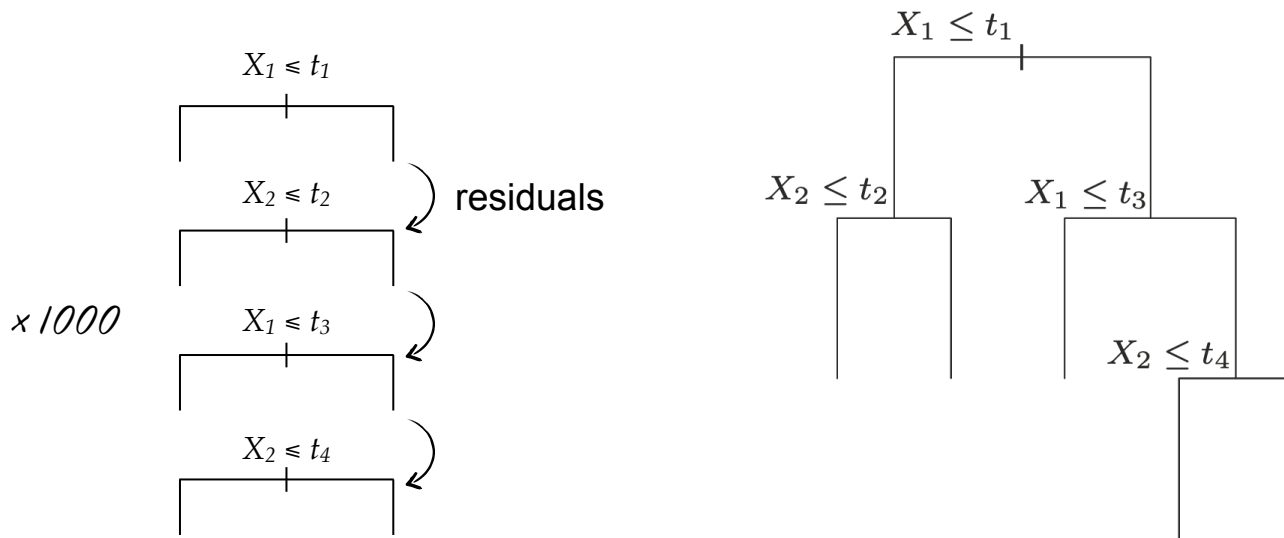 X₁ ⩽ t₁
X₂ ⩽ t₂
residuals
× 1000
X₁ ⩽ t₃
X₂ ⩽ t₄
X₁ ≤ t₁
X₂ ≤ t₂
X₁ ≤ t₃
X₂ ≤ t₄